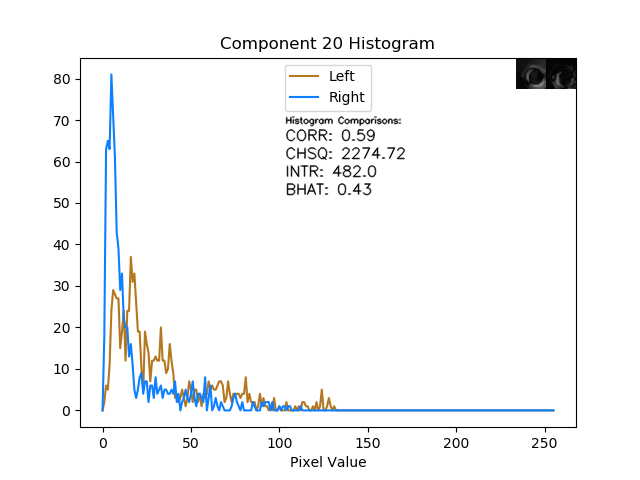 Component 20 Histogram
Left
Right
Histogram Comparisons:
CORR: 0.59
CHSQ: 2274.72
INTR: 482.0
BHAT: 0.43
80
70
60
50
40
30
20
10
0
0 50 100 150 200 250
Pixel Value